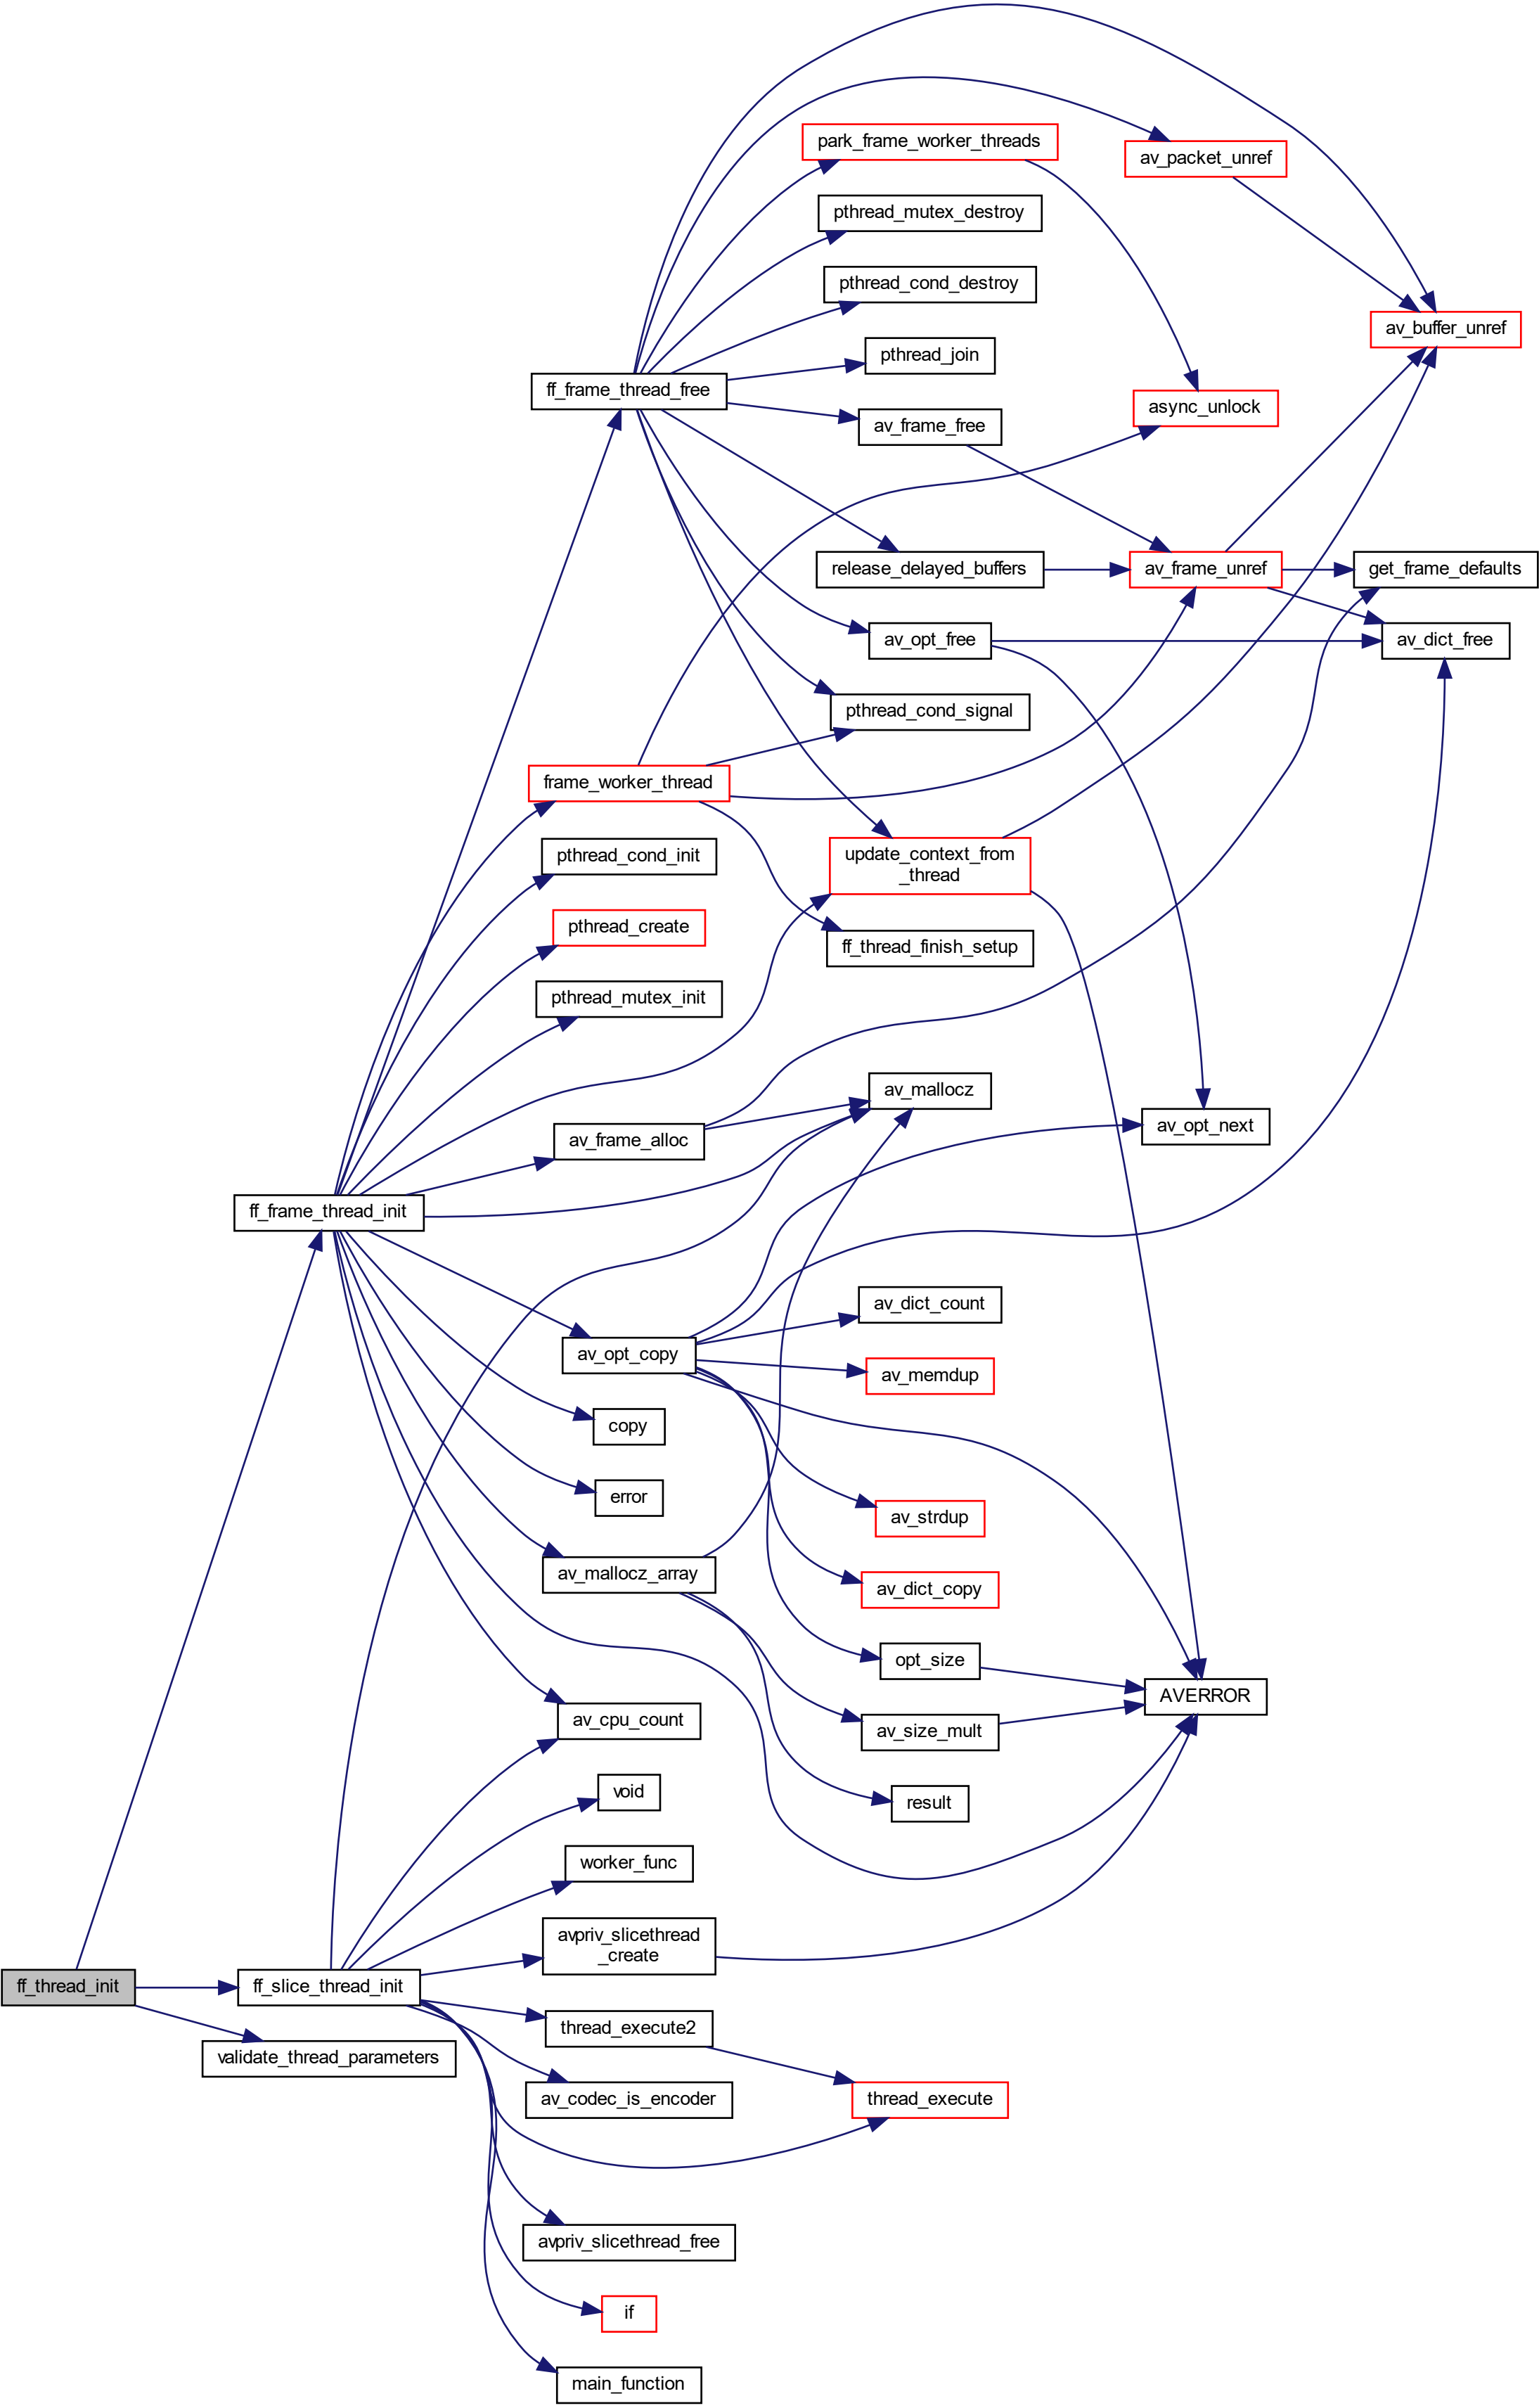 park_frame_worker_threads
av_packet_unref
pthread_mutex_destroy
pthread_cond_destroy
av_buffer_unref
pthread_join
ff_frame_thread_free
async_unlock
av_frame_free
release_delayed_buffers
av_frame_unref
get_frame_defaults
av_opt_free
av_dict_free
pthread_cond_signal
frame_worker_thread
pthread_cond_init
update_context_from
_thread
pthread_create
ff_thread_finish_setup
pthread_mutex_init
av_mallocz
av_opt_next
av_frame_alloc
ff_frame_thread_init
av_dict_count
av_opt_copy
av_memdup
copy
error
av_strdup
av_mallocz_array
av_dict_copy
opt_size
AVERROR
av_cpu_count
av_size_mult
void
result
worker_func
avpriv_slicethread
_create
ff_thread_init
ff_slice_thread_init
thread_execute2
validate_thread_parameters
av_codec_is_encoder
thread_execute
avpriv_slicethread_free
if
main_function